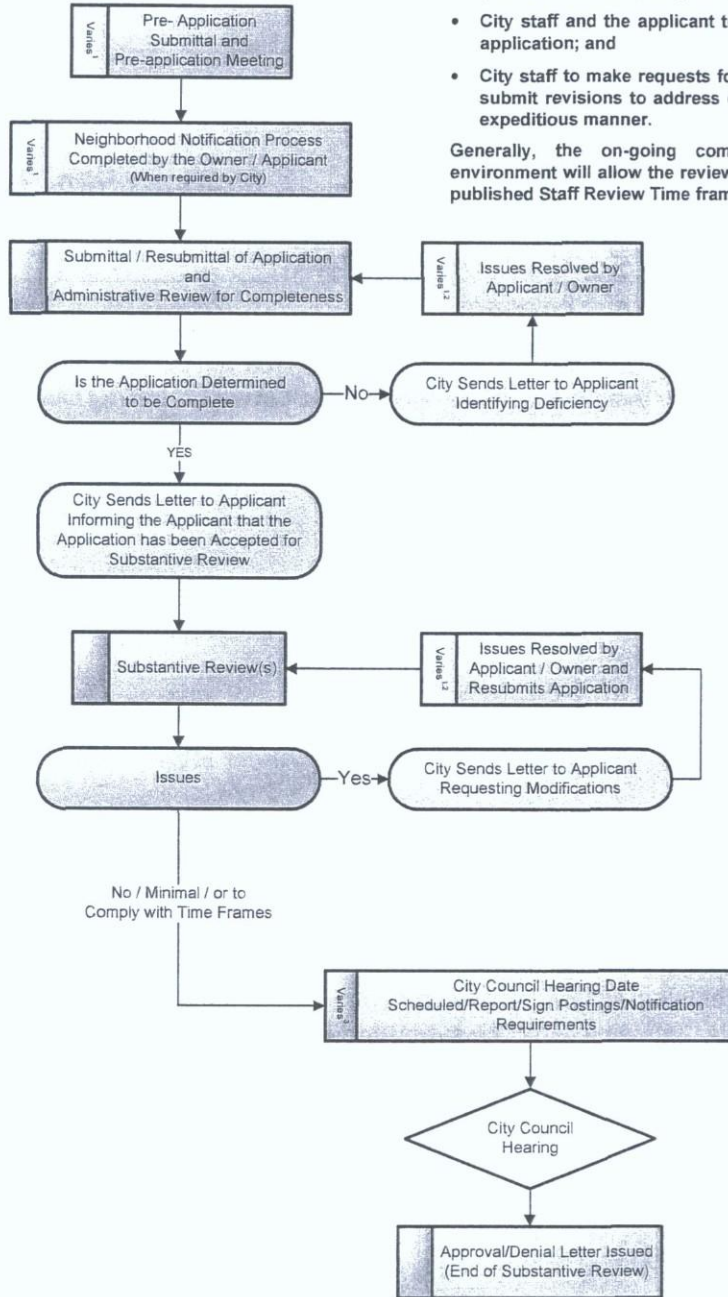 • City staff and the applicant t
application; and
• City staff to make requests fo
submit revisions to address
expeditious manner.
Generally, the on-going com
environment will allow the review
published Staff Review Time fram
Varies¹
Pre- Application
Submittal and
Pre-application Meeting
Varies¹
Neighborhood Notification Process
Completed by the Owner / Applicant
(When required by City)
Submittal / Resubmittal of Application
and
Administrative Review for Completeness
Varies¹,²
Issues Resolved by
Applicant / Owner
Is the Application Determined
to be Complete
No
City Sends Letter to Applicant
Identifying Deficiency
YES
City Sends Letter to Applicant
Informing the Applicant that the
Application has been Accepted for
Substantive Review
Substantive Review(s)
Varies¹,²
Issues Resolved by
Applicant / Owner and
Resubmits Application
Issues
Yes
City Sends Letter to Applicant
Requesting Modifications
No / Minimal / or to
Comply with Time Frames
Varies³
City Council Hearing Date
Scheduled/Report/Sign Postings/Notification
Requirements
City Council
Hearing
Approval/Denial Letter Issued
(End of Substantive Review)